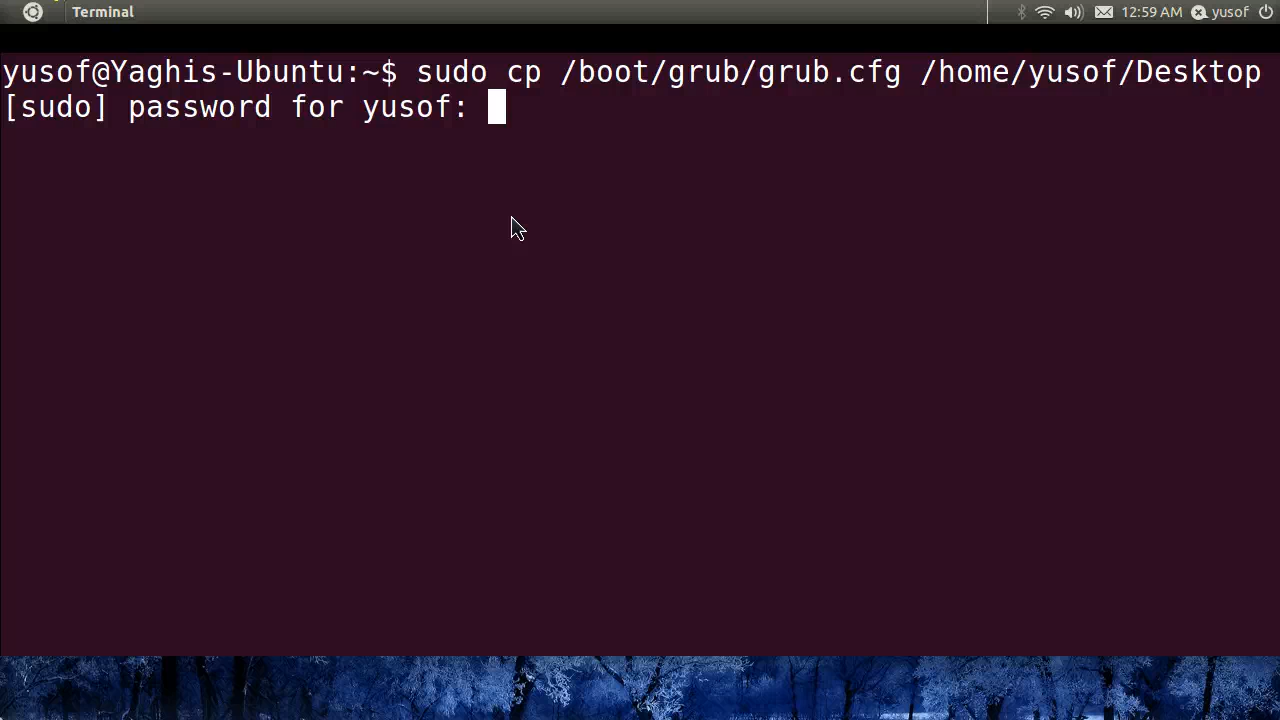 Terminal
12:59 AM
yusof
yusof@Yaghis-Ubuntu:~$ sudo cp /boot/grub/grub.cfg /home/yusof/Desktop
[sudo] password for yusof: